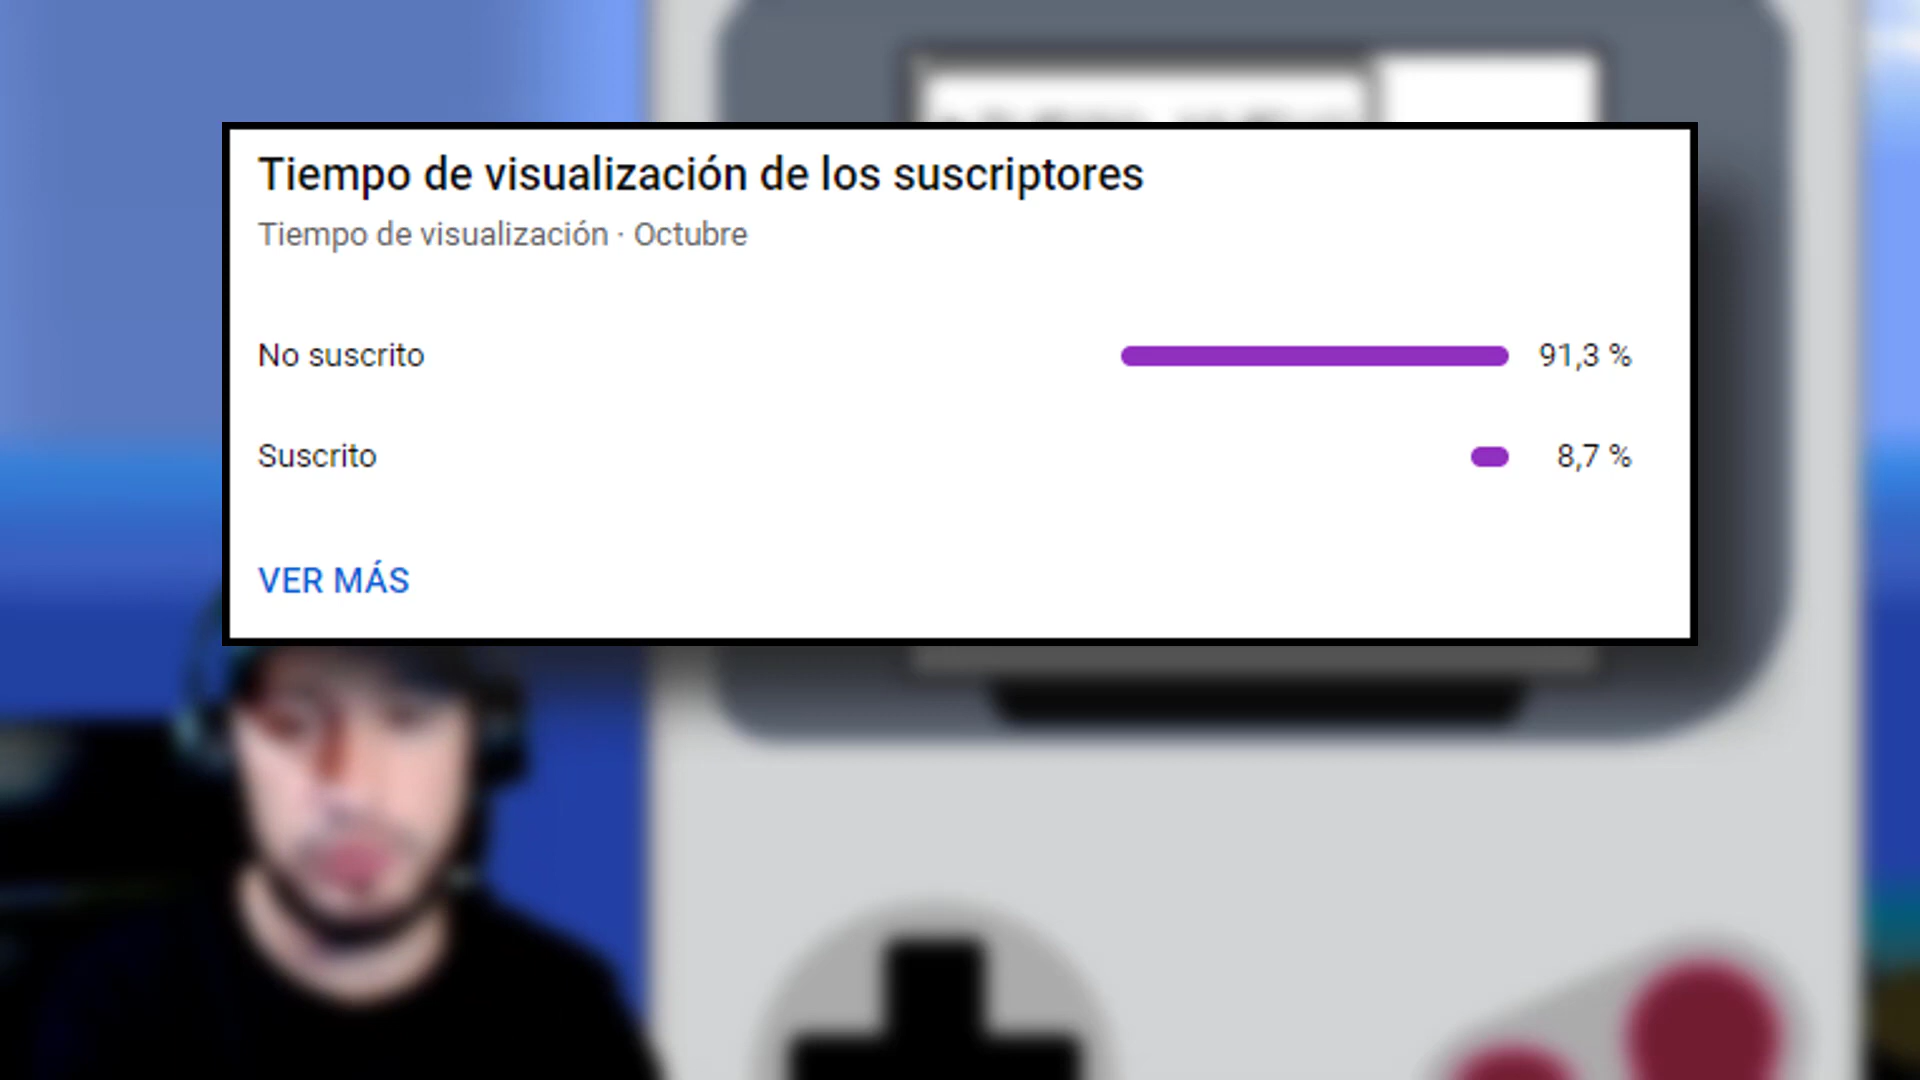 Tiempo de visualización de los suscriptores
Tiempo de visualización · Octubre
No suscrito 91,3 %
Suscrito 8,7 %
VER MÁS